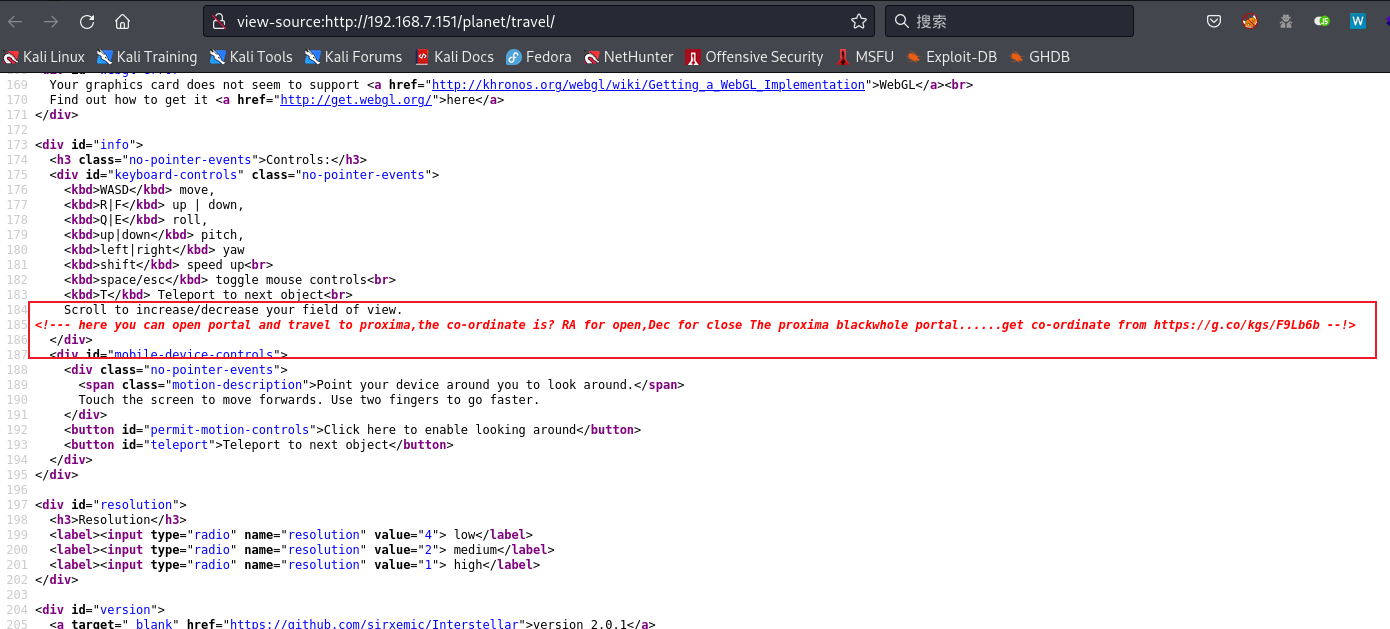 view-source:http://192.168.7.151/planet/travel/
搜索
Kali Linux Kali Training Kali Tools Kali Forums Kali Docs Fedora NetHunter Offensive Security MSFU Exploit-DB GHDB
169 Your graphics card does not seem to support <a href="http://khronos.org/webgl/wiki/Getting_a_WebGL_Implementation">WebGL</a><br>
170 Find out how to get it <a href="http://get.webgl.org/">here</a>
171 </div>
172
173 <div id="info">
174 <h3 class="no-pointer-events">Controls:</h3>
175 <div id="keyboard-controls" class="no-pointer-events">
176 <kbd>WASD</kbd> move,
177 <kbd>R|F</kbd> up | down,
178 <kbd>Q|E</kbd> roll,
179 <kbd>up|down</kbd> pitch,
180 <kbd>left|right</kbd> yaw
181 <kbd>shift</kbd> speed up<br>
182 <kbd>space/esc</kbd> toggle mouse controls<br>
183 <kbd>T</kbd> Teleport to next object<br>
184 Scroll to increase/decrease your field of view.
185 <!--- here you can open portal and travel to proxima,the co-ordinate is? RA for open,Dec for close The proxima blackwhole portal......get co-ordinate from https://g.co/kgs/F9Lb6b --!>
186 </div>
187 <div id="mobile-device-controls">
188 <div class="no-pointer-events">
189 <span class="motion-description">Point your device around you to look around.</span>
190 Touch the screen to move forwards. Use two fingers to go faster.
191 </div>
192 <button id="permit-motion-controls">Click here to enable looking around</button>
193 <button id="teleport">Teleport to next object</button>
194 </div>
195 </div>
196
197 <div id="resolution">
198 <h3>Resolution</h3>
199 <label><input type="radio" name="resolution" value="4"> low</label>
200 <label><input type="radio" name="resolution" value="2"> medium</label>
201 <label><input type="radio" name="resolution" value="1"> high</label>
202 </div>
203
204 <div id="version">
205 <a target="_blank" href="https://github.com/sirxemic/Interstellar">version 2.0.1</a>